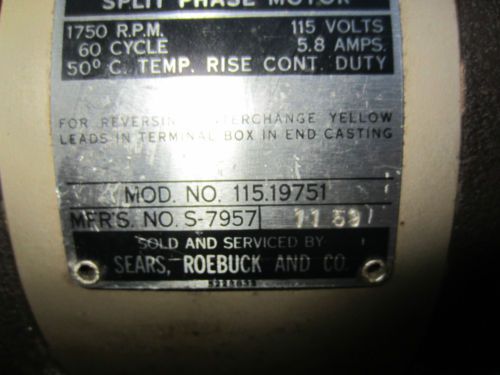 SPLIT PHASE MOTOR
1750 R.P.M. 115 VOLTS
60 CYCLE 5.8 AMPS.
50° C. TEMP. RISE CONT. DUTY
FOR REVERSING INTERCHANGE YELLOW
LEADS IN TERMINAL BOX IN END CASTING
MOD. NO. 115.19751
MFR'S. NO. S-7957 11 59
SOLD AND SERVICED BY
SEARS, ROEBUCK AND CO.